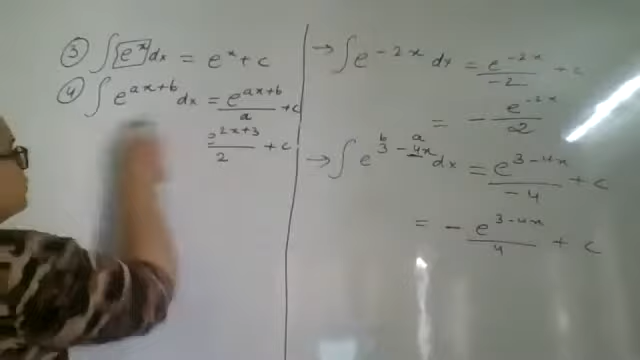 ③ ∫ e^x dx = e^x + c
④ ∫ e^{ax+b} dx = e^{ax+b}/a + c
e^{2x+3}/2 + c
→ ∫ e^{-2x} dx = e^{-2x}/-2 + c
= - e^{-2x}/2
b a
→ ∫ e^{3-4x} dx = e^{3-4x}/-4 + c
= - e^{3-4x}/4 + c